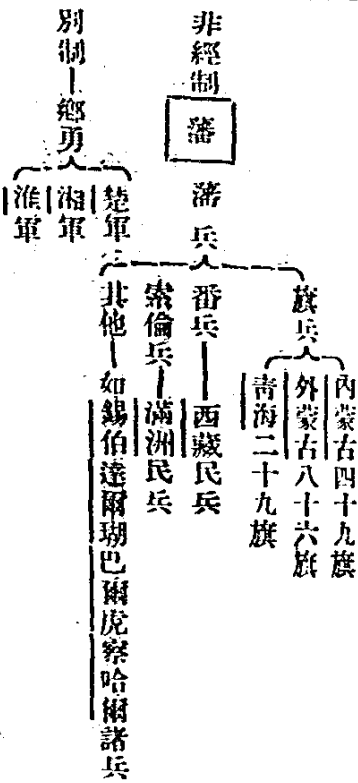 非經制
藩
藩兵
旗兵
內蒙古四十九旗
外蒙古八十六旗
青海二十九旗
番兵
西藏民兵
索倫兵
滿洲民兵
其他
如錫伯達爾瑚巴爾虎察哈爾諸兵
別制
鄉勇
楚軍
湘軍
淮軍